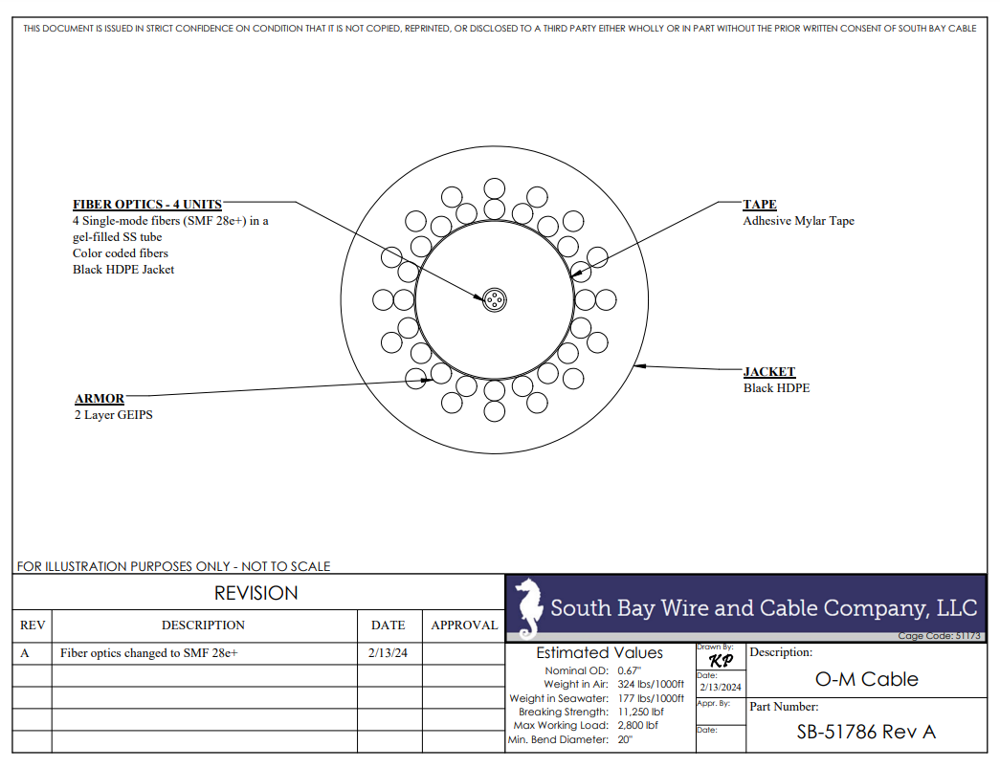 THIS DOCUMENT IS ISSUED IN STRICT CONFIDENCE ON CONDITION THAT IT IS NOT COPIED, REPRINTED, OR DISCLOSED TO A THIRD PARTY EITHER WHOLLY OR IN PART WITHOUT THE PRIOR WRITTEN CONSENT OF SOUTH BAY CABLE
FIBER OPTICS - 4 UNITS
4 Single-mode fibers (SMF 28e+) in a
gel-filled SS tube
Color coded fibers
Black HDPE Jacket
TAPE
Adhesive Mylar Tape
ARMOR
2 Layer GEIPS
JACKET
Black HDPE
FOR ILLUSTRATION PURPOSES ONLY - NOT TO SCALE
REVISION
REV DESCRIPTION DATE APPROVAL
A Fiber optics changed to SMF 28e+ 2/13/24
South Bay Wire and Cable Company, LLC
Cage Code: 51173
Estimated Values
Nominal OD: 0.67"
Weight in Air: 324 lbs/1000ft
Weight in Seawater: 177 lbs/1000ft
Breaking Strength: 11,250 lbf
Max Working Load: 2,800 lbf
Min. Bend Diameter: 20"
Drawn By:
KP
Date:
2/13/2024
Appr. By:
Date:
Description:
O-M Cable
Part Number:
SB-51786 Rev A